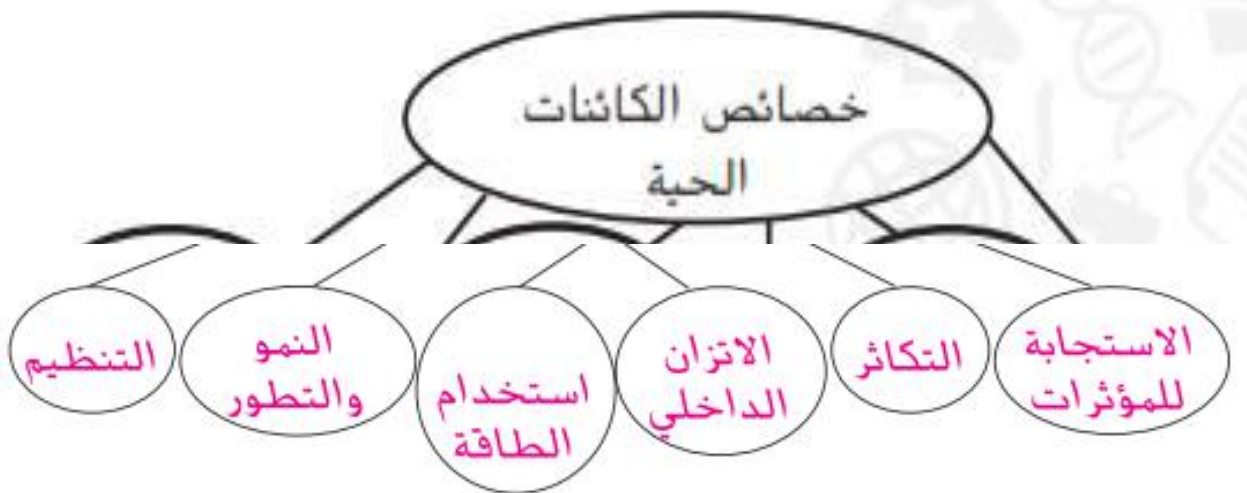 خصائص الكائنات
الحية
الاستجابة
للمؤثرات
التكاثر
الاتزان
الداخلي
استخدام
الطاقة
النمو
والتطور
التنظيم